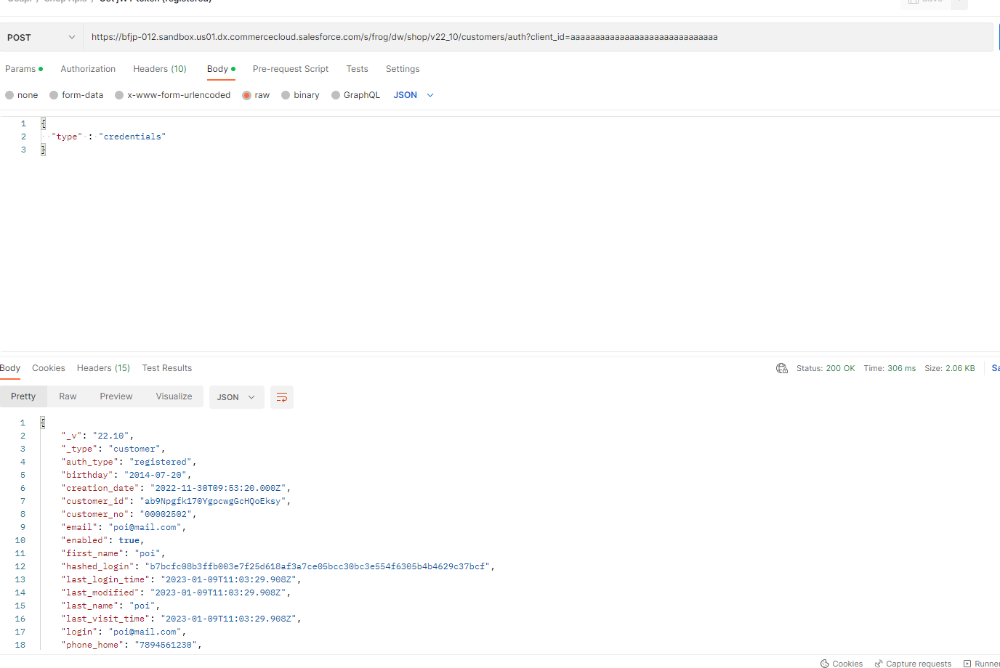 POST
https://bfjp-012.sandbox.us01.dx.commercecloud.salesforce.com/s/frog/dw/shop/v22_10/customers/auth?client_id=aaaaaaaaaaaaaaaaaaaaaaaaaaaaaa
Params Authorization Headers (10) Body Pre-request Script Tests Settings
none form-data x-www-form-urlencoded raw binary GraphQL JSON
1 {
2 "type" : "credentials"
3 }
Body Cookies Headers (15) Test Results Status: 200 OK Time: 306 ms Size: 2.06 KB
Pretty Raw Preview Visualize JSON
1 {
2 "_v": "22.10",
3 "_type": "customer",
4 "auth_type": "registered",
5 "birthday": "2014-07-20",
6 "creation_date": "2022-11-30T09:53:20.000Z",
7 "customer_id": "ab9Npgfk170YgpcwgGcHQoEksy",
8 "customer_no": "00002502",
9 "email": "poi@mail.com",
10 "enabled": true,
11 "first_name": "poi",
12 "hashed_login": "b7bcfc08b3ffb003e7f25d618af3a7ce05bcc30bc3e554f6305b4b4629c37bcf",
13 "last_login_time": "2023-01-09T11:03:29.908Z",
14 "last_modified": "2023-01-09T11:03:29.908Z",
15 "last_name": "poi",
16 "last_visit_time": "2023-01-09T11:03:29.908Z",
17 "login": "poi@mail.com",
18 "phone_home": "7894561230",
Cookies Capture requests Runner